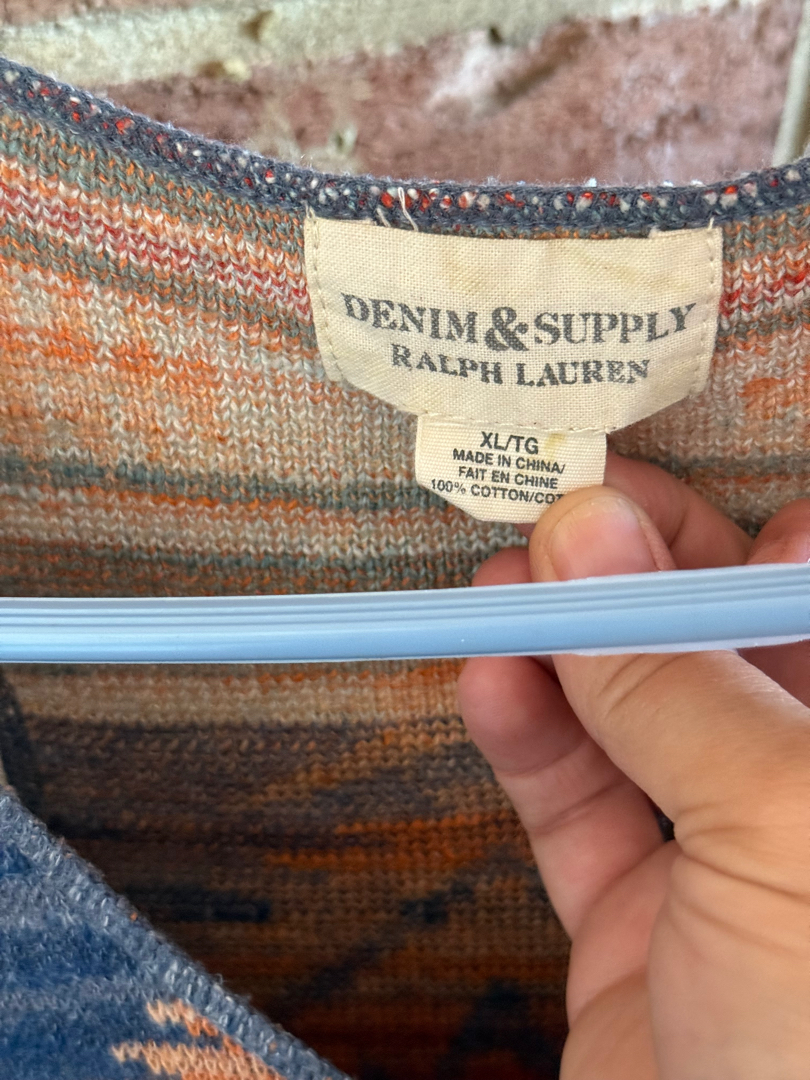 DENIM & SUPPLY
RALPH LAUREN
XL/TG
MADE IN CHINA/
FAIT EN CHINE
100% COTTON/